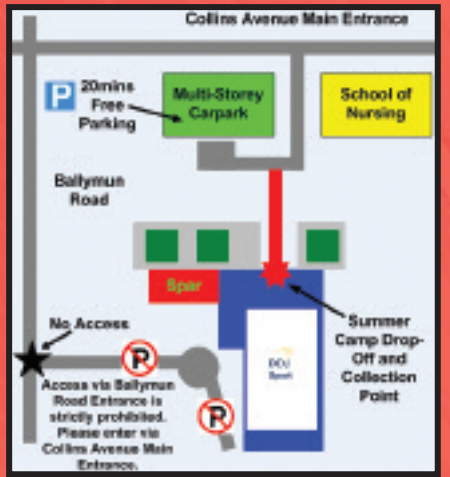 Collins Avenue Main Entrance
P
20mins
Free
Parking
Multi-Storey
Carpark
School of
Nursing
Ballymun
Road
Spar
No Access
P
Summer
Camp Drop-
Off and
Collection
Point
DCU
Sport
Access via Ballymun
Road Entrance is
strictly prohibited.
Please enter via
Collins Avenue Main
Entrance.
P